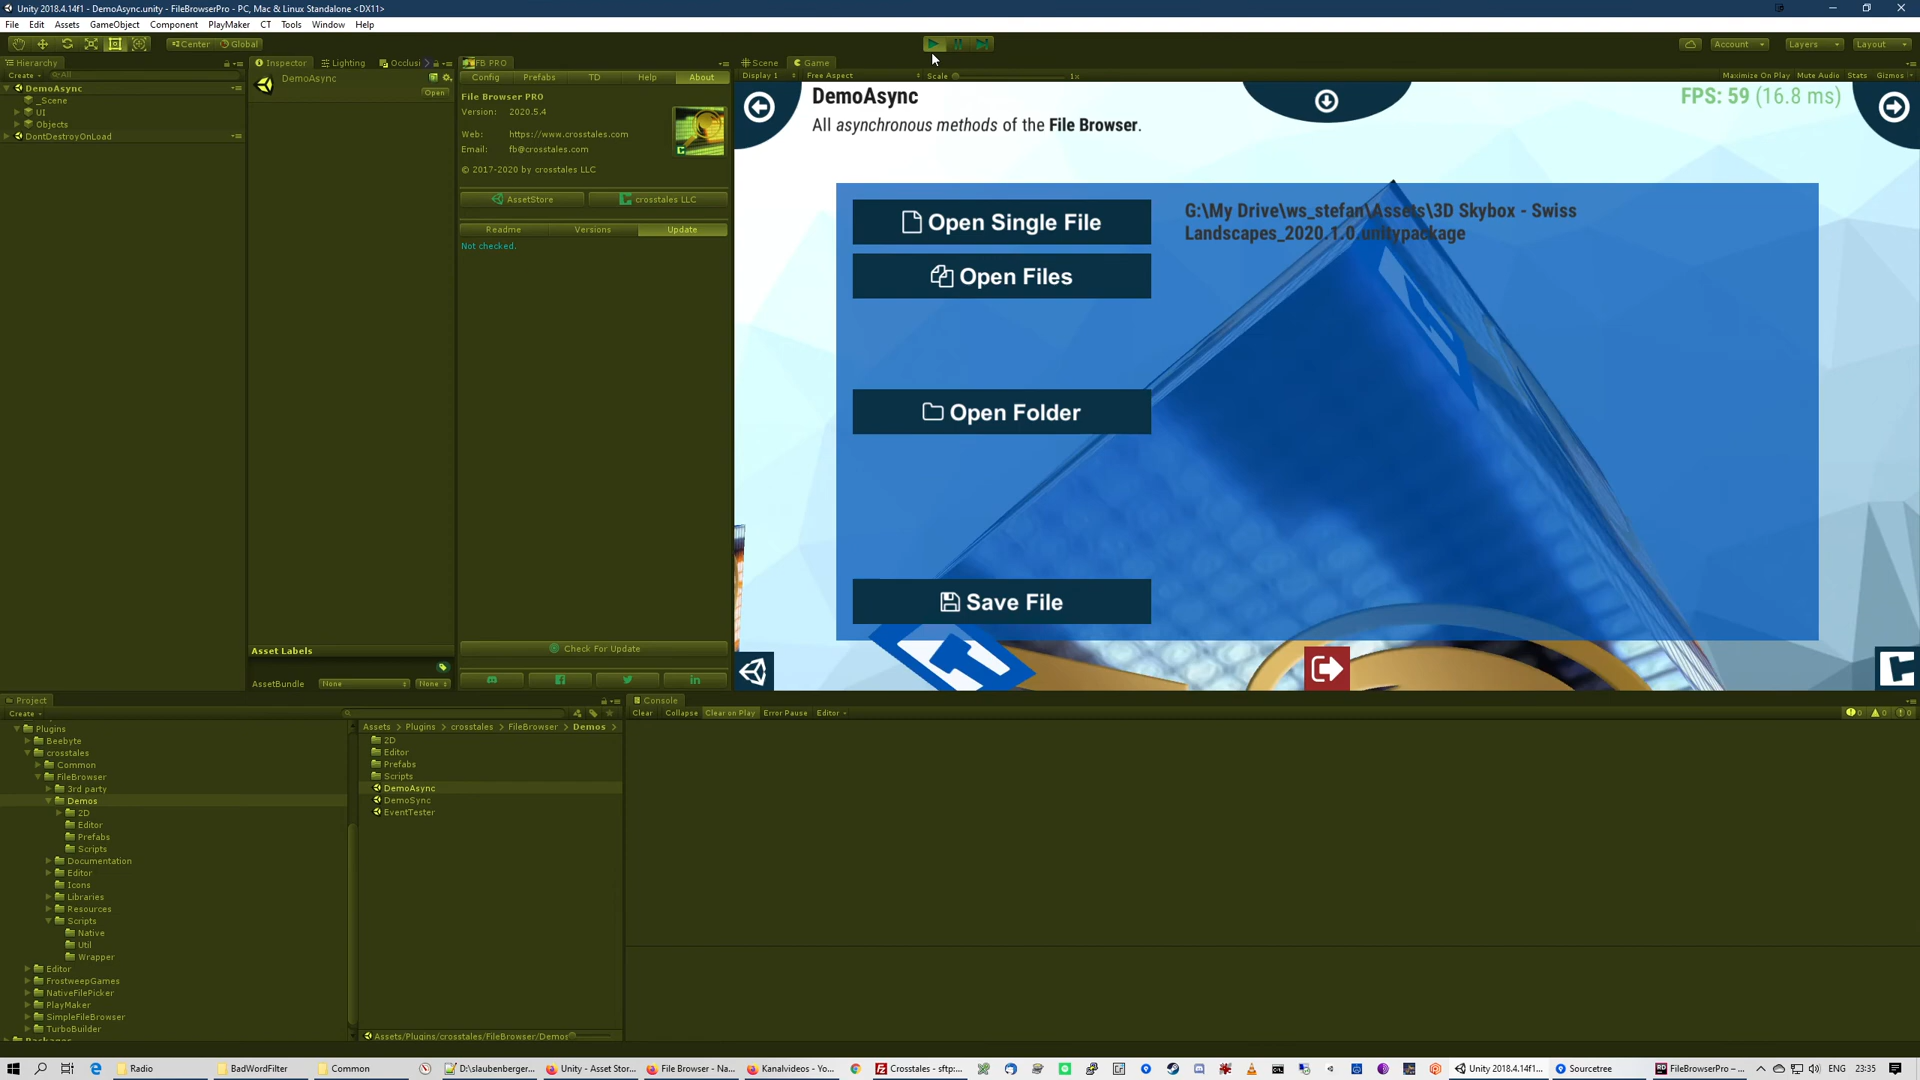 Unity 2018.4.14f1 - DemoAsync.unity - FileBrowserPro - PC, Mac & Linux Standalone <DX11>
File Edit Assets GameObject Component PlayMaker CT Tools Window Help
Center Global Account Layers Layout
Hierarchy
Create All
DemoAsync
_Scene
UI
Objects
DontDestroyOnLoad
Inspector Lighting Occlusi
DemoAsync
Open
Asset Labels
AssetBundle None None
FB PRO
Config Prefabs TD Help About
File Browser PRO
Version: 2020.5.4
Web: https://www.crosstales.com
Email: fb@crosstales.com
© 2017-2020 by crosstales LLC
AssetStore crosstales LLC
Readme Versions Update
Not checked.
Check For Update
Scene Game
Display 1 Free Aspect Scale 1x Maximize On Play Mute Audio Stats Gizmos
DemoAsync
FPS: 59 (16.8 ms)
All asynchronous methods of the File Browser.
Open Single File
G:\My Drive\ws_stefan\Assets\3D Skybox - Swiss
Landscapes_2020.1.0.unitypackage
Open Files
Open Folder
Save File
Project
Create
Plugins
Beebyte
crosstales
Common
FileBrowser
3rd party
Demos
2D
Editor
Prefabs
Scripts
Documentation
Editor
Icons
Libraries
Resources
Scripts
Native
Util
Wrapper
Editor
FrostweepGames
NativeFilePicker
PlayMaker
SimpleFileBrowser
TurboBuilder
Packages
Assets > Plugins > crosstales > FileBrowser > Demos >
2D
Editor
Prefabs
Scripts
DemoAsync
DemoSync
EventTester
Assets/Plugins/crosstales/FileBrowser/Demos
Console
Clear Collapse Clear on Play Error Pause Editor 0 0 0
Radio BadWordFilter Common D:\slaubenberger... Unity - Asset Stor... File Browser - Na... Kanalvideos - Yo... Crosstales - sftp:... Unity 2018.4.14f1... Sourcetree FileBrowserPro – ... ENG 23:35